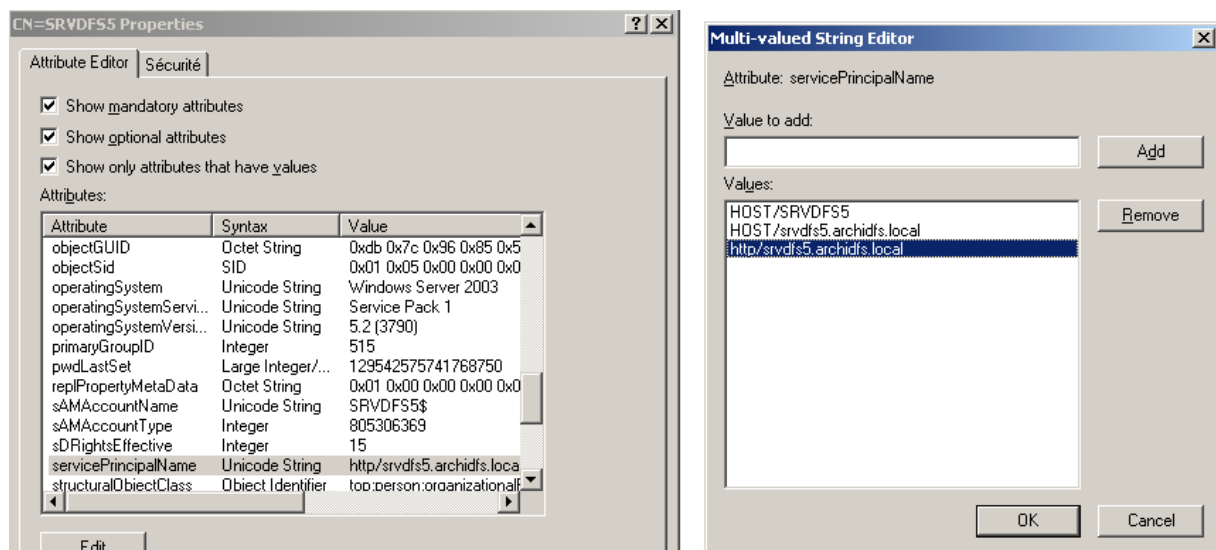 CN=SRVDFS5 Properties
Attribute Editor Sécurité
Show mandatory attributes
Show optional attributes
Show only attributes that have values
Attributes:
Attribute Syntax Value
objectGUID Octet String 0xdb 0x7c 0x96 0x85 0x5
objectSid SID 0x01 0x05 0x00 0x00 0x0
operatingSystem Unicode String Windows Server 2003
operatingSystemServi... Unicode String Service Pack 1
operatingSystemVersi... Unicode String 5.2 (3790)
primaryGroupID Integer 515
pwdLastSet Large Integer/... 129542575741768750
replPropertyMetaData Octet String 0x01 0x00 0x00 0x00 0x0
sAMAccountName Unicode String SRVDFS5$
sAMAccountType Integer 805306369
sDRightsEffective Integer 15
servicePrincipalName Unicode String http/srvdfs5.archidfs.loca
structuralObjectClass Object Identifier top;person;organizationalF
Edit
Multi-valued String Editor
Attribute: servicePrincipalName
Value to add:
Add
Values:
HOST/SRVDFS5
HOST/srvdfs5.archidfs.local
http/srvdfs5.archidfs.local
Remove
OK Cancel